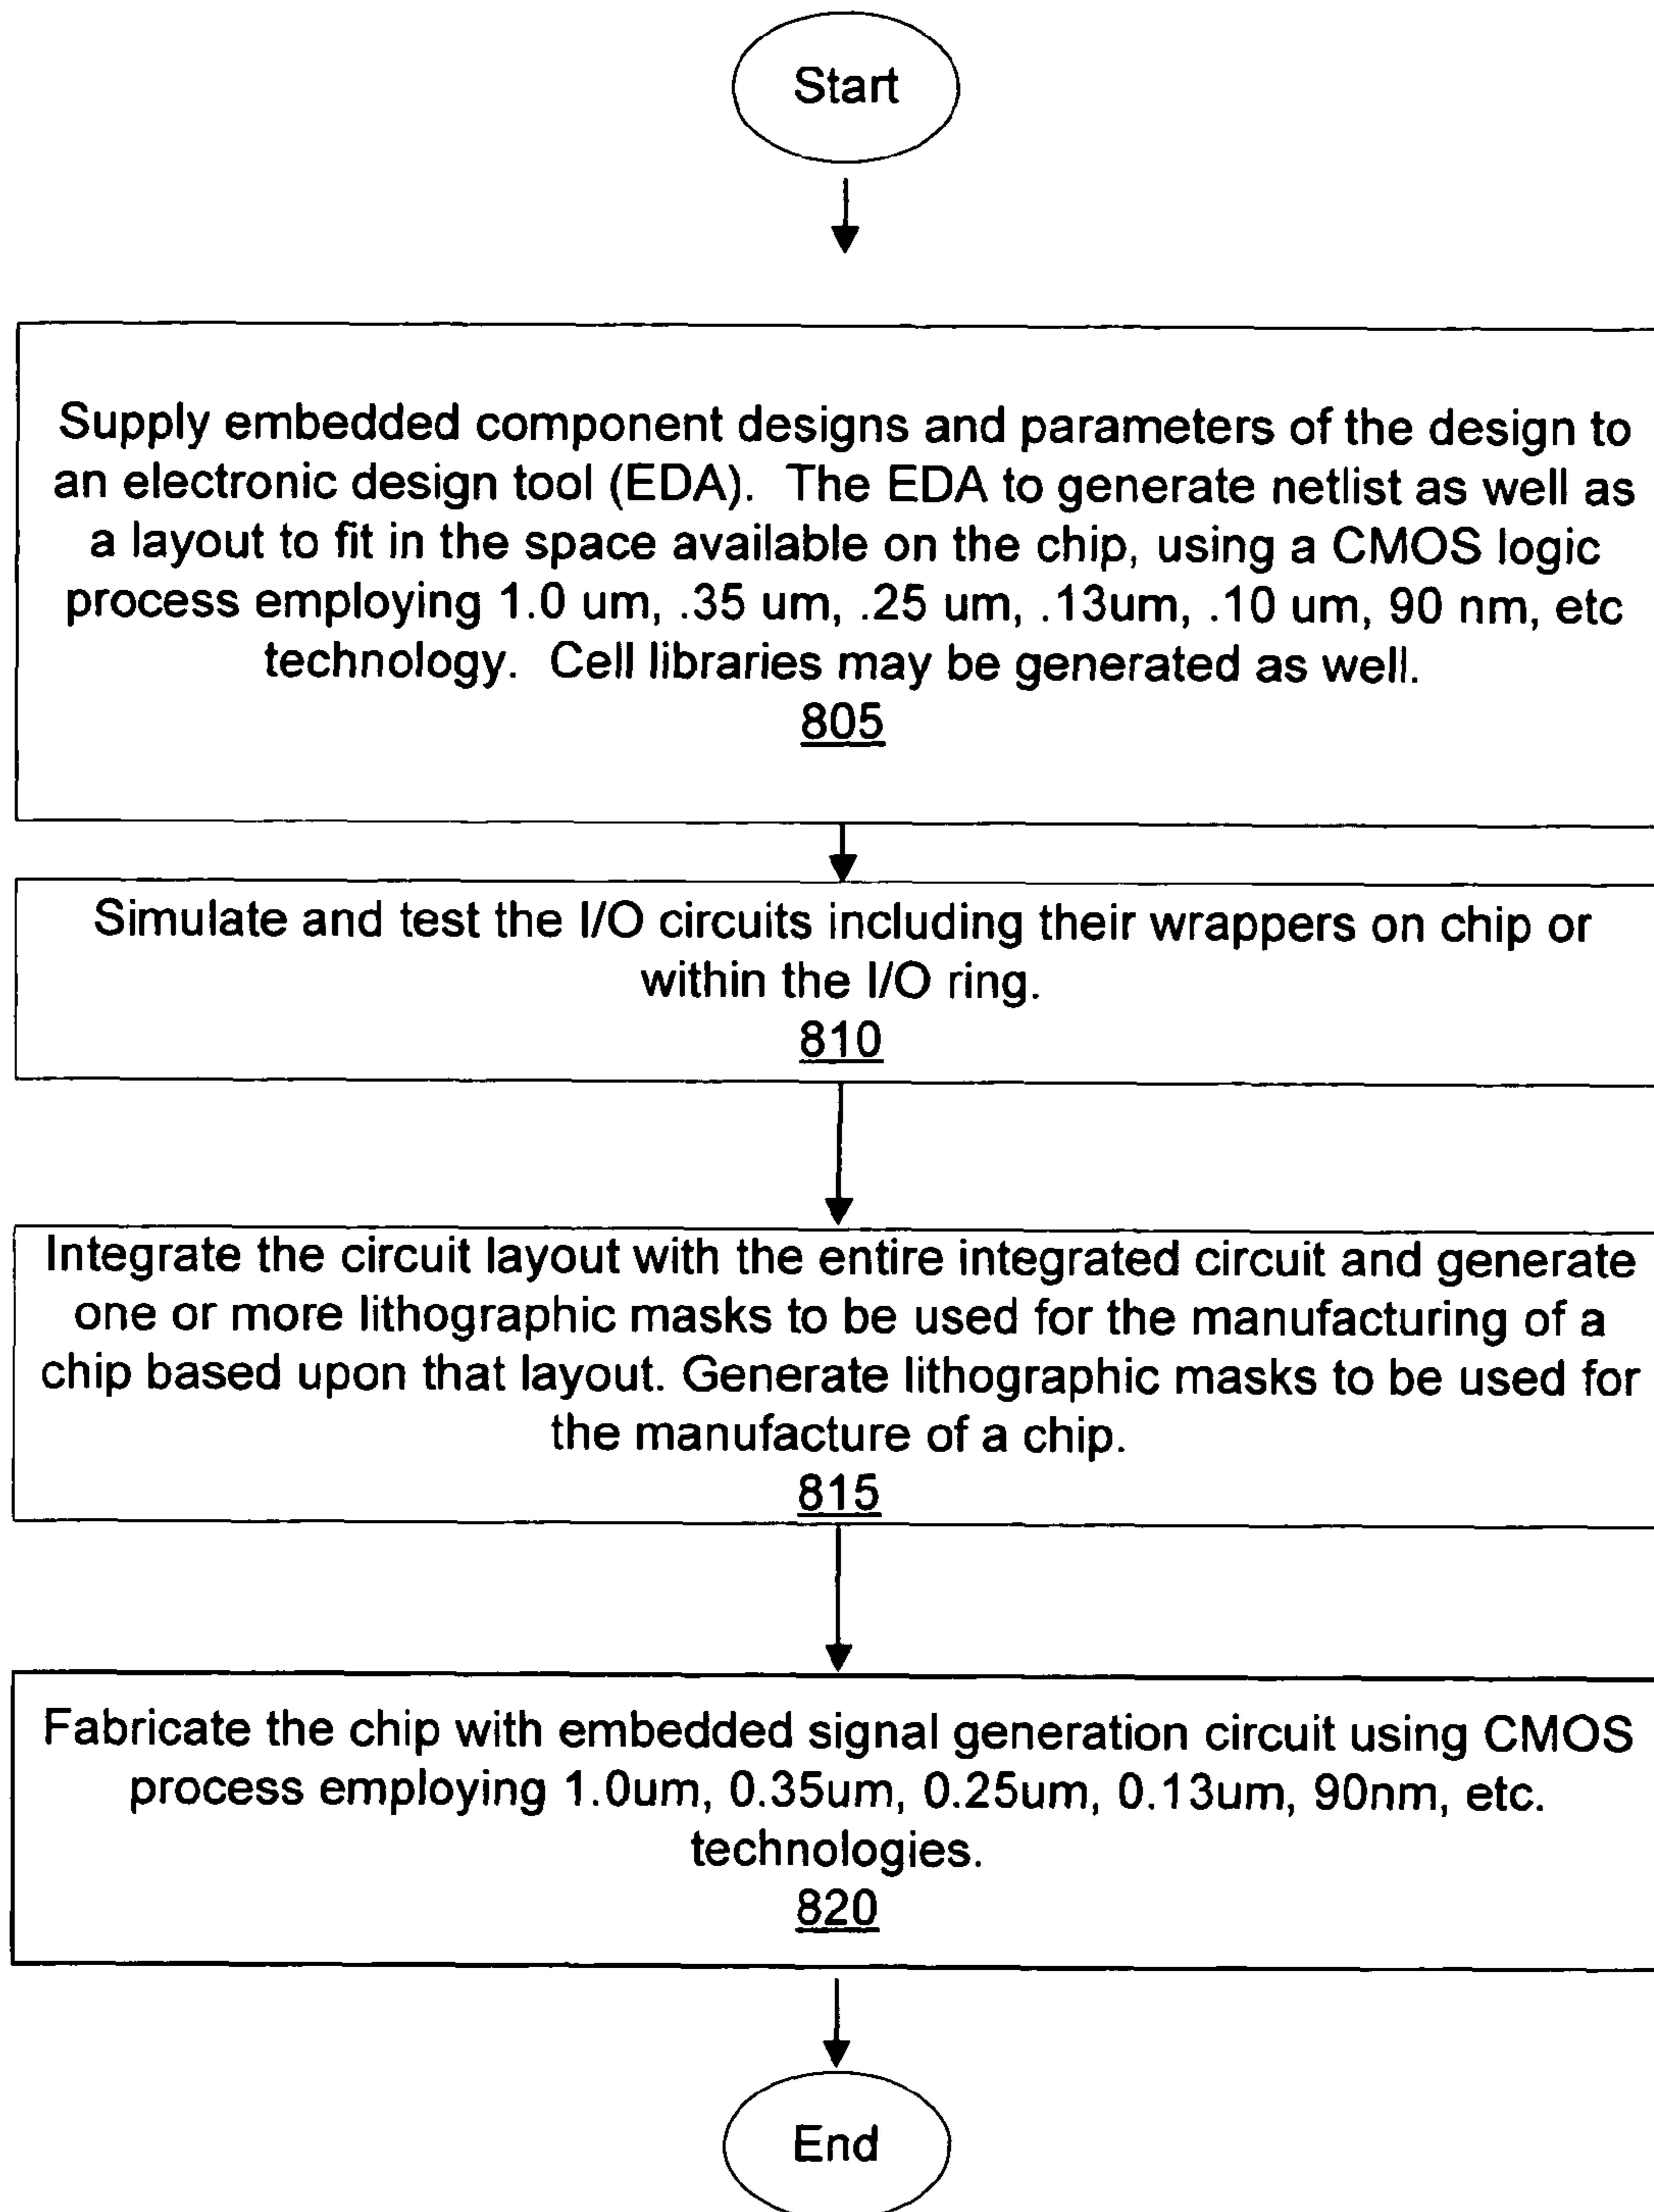 Start
Supply embedded component designs and parameters of the design to
an electronic design tool (EDA).  The EDA to generate netlist as well as
a layout to fit in the space available on the chip, using a CMOS logic
process employing 1.0 um, .35 um, .25 um, .13um, .10 um, 90 nm, etc
technology.  Cell libraries may be generated as well.
805
Simulate and test the I/O circuits including their wrappers on chip or
within the I/O ring.
810
Integrate the circuit layout with the entire integrated circuit and generate
one or more lithographic masks to be used for the manufacturing of a
chip based upon that layout. Generate lithographic masks to be used for
the manufacture of a chip.
815
Fabricate the chip with embedded signal generation circuit using CMOS
process employing 1.0um, 0.35um, 0.25um, 0.13um, 90nm, etc.
technologies.
820
End